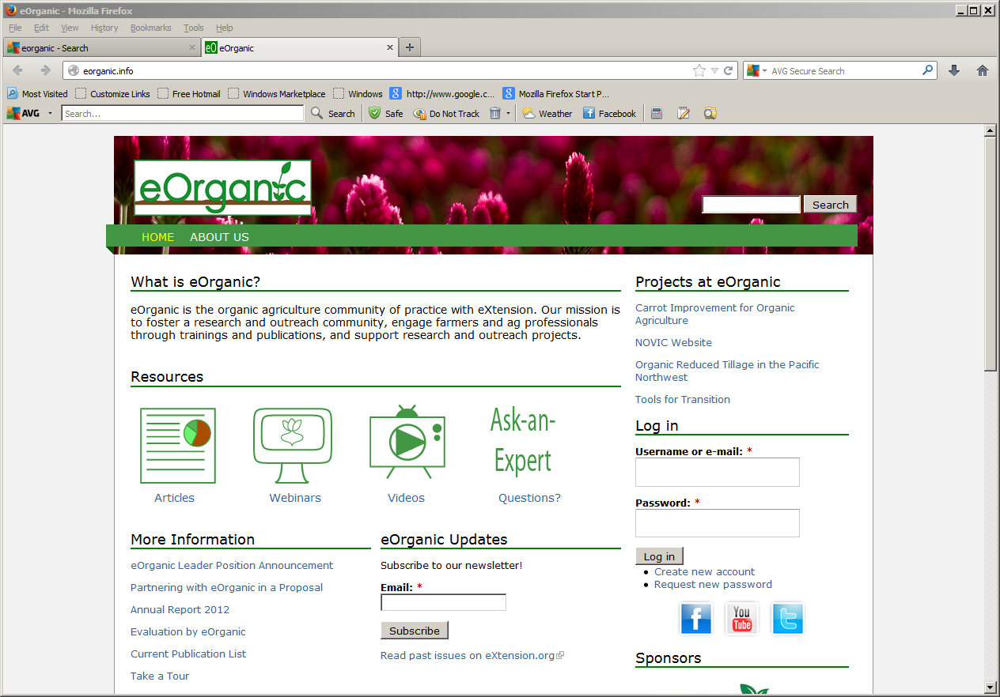 eOrganic - Mozilla Firefox
File Edit View History Bookmarks Tools Help
eorganic - Search
eO eOrganic
eorganic.info
AVG Secure Search
Most Visited Customize Links Free Hotmail Windows Marketplace Windows http://www.google.c... Mozilla Firefox Start P...
AVG Search... Search Safe Do Not Track Weather Facebook
eOrganic
Search
HOME ABOUT US
What is eOrganic?
eOrganic is the organic agriculture community of practice with eXtension. Our mission is
to foster a research and outreach community, engage farmers and ag professionals
through trainings and publications, and support research and outreach projects.
Resources
Ask-an-
Expert
Articles Webinars Videos Questions?
More Information
eOrganic Leader Position Announcement
Partnering with eOrganic in a Proposal
Annual Report 2012
Evaluation by eOrganic
Current Publication List
Take a Tour
eOrganic Updates
Subscribe to our newsletter!
Email: *
Subscribe
Read past issues on eXtension.org
Projects at eOrganic
Carrot Improvement for Organic
Agriculture
NOVIC Website
Organic Reduced Tillage in the Pacific
Northwest
Tools for Transition
Log in
Username or e-mail: *
Password: *
Log in
Create new account
Request new password
f You
Tube t
Sponsors